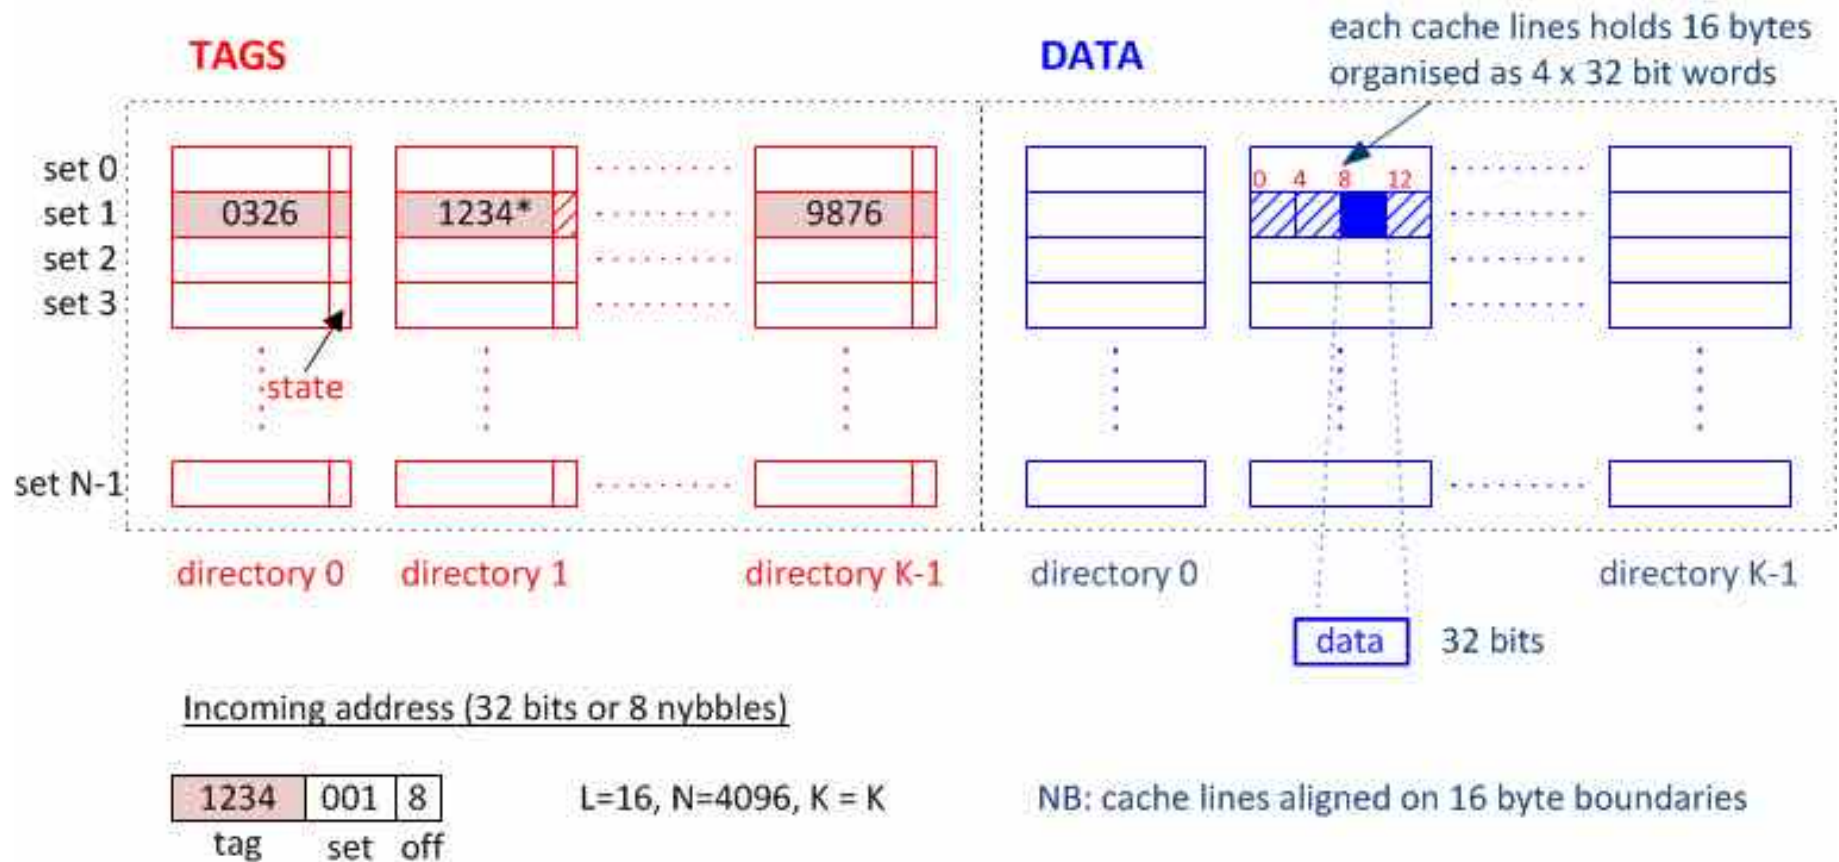 each cache lines holds 16 bytes
organised as 4 x 32 bit words
TAGS
DATA
set 0
0 4 8 12
set 1 0326 1234* 9876
set 2
set 3
state
set N-1
directory 0 directory 1 directory K-1 directory 0 directory K-1
data 32 bits
Incoming address (32 bits or 8 nybbles)
1234 001 8 L=16, N=4096, K = K NB: cache lines aligned on 16 byte boundaries
tag set off